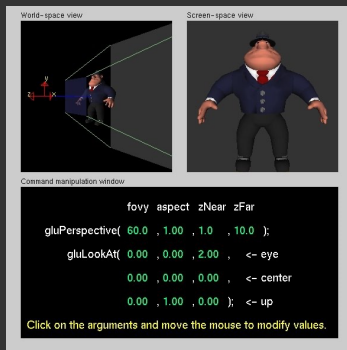 World-space view
Screen-space view
y
z x
Command manipulation window
fovy aspect zNear zFar
gluPerspective( 60.0 , 1.00 , 1.0 , 10.0 );
gluLookAt( 0.00 , 0.00 , 2.00 , <- eye
0.00 , 0.00 , 0.00 , <- center
0.00 , 1.00 , 0.00 ); <- up
Click on the arguments and move the mouse to modify values.